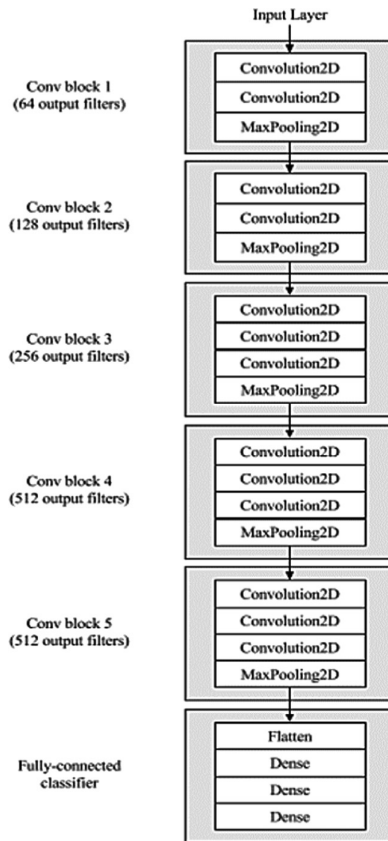 Input Layer
Conv block 1
(64 output filters)
Convolution2D
Convolution2D
MaxPooling2D
Conv block 2
(128 output filters)
Convolution2D
Convolution2D
MaxPooling2D
Conv block 3
(256 output filters)
Convolution2D
Convolution2D
Convolution2D
MaxPooling2D
Conv block 4
(512 output filters)
Convolution2D
Convolution2D
Convolution2D
MaxPooling2D
Conv block 5
(512 output filters)
Convolution2D
Convolution2D
Convolution2D
MaxPooling2D
Fully-connected
classifier
Flatten
Dense
Dense
Dense